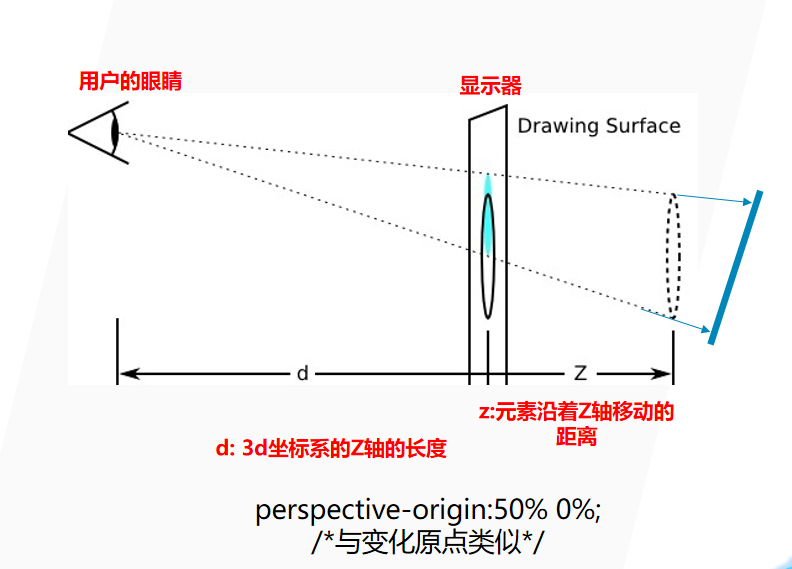 用户的眼睛
显示器
Drawing Surface
d
Z
z:元素沿着Z轴移动的
距离
d: 3d坐标系的Z轴的长度
perspective-origin:50% 0%;
/*与变化原点类似*/